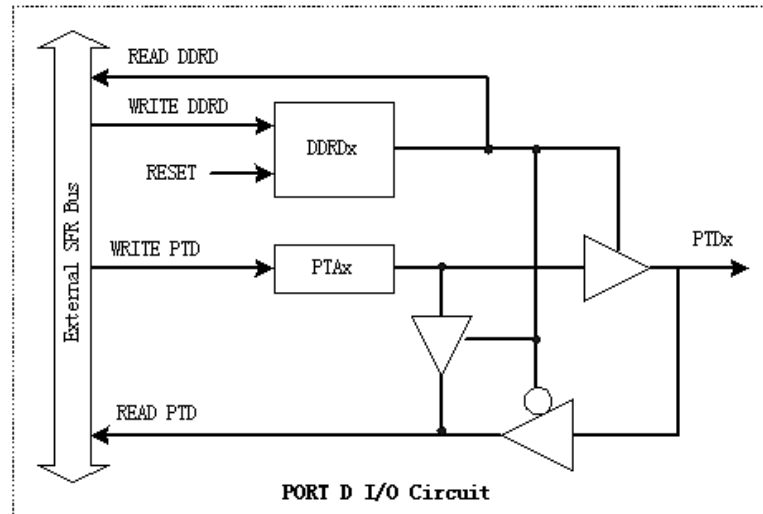 READ DDRD
WRITE DDRD
DDRDx
RESET
External SFR Bus
PTDx
WRITE PTD
PTAx
READ PTD
PORT D I/O Circuit